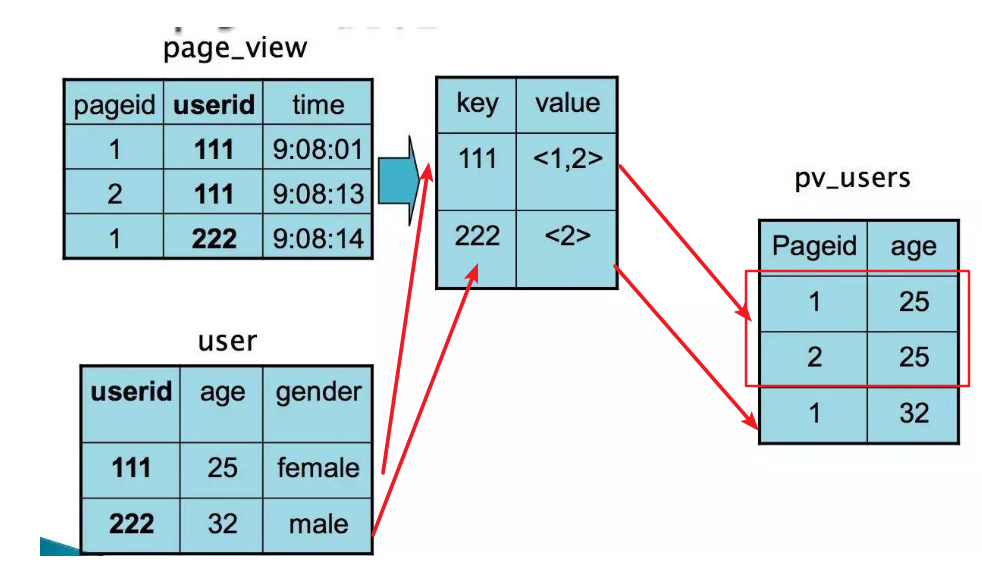 page_view
pageid userid time
1 111 9:08:01
2 111 9:08:13
1 222 9:08:14
key value
111 <1,2>
222 <2>
pv_users
Pageid age
1 25
2 25
1 32
user
userid age gender
111 25 female
222 32 male